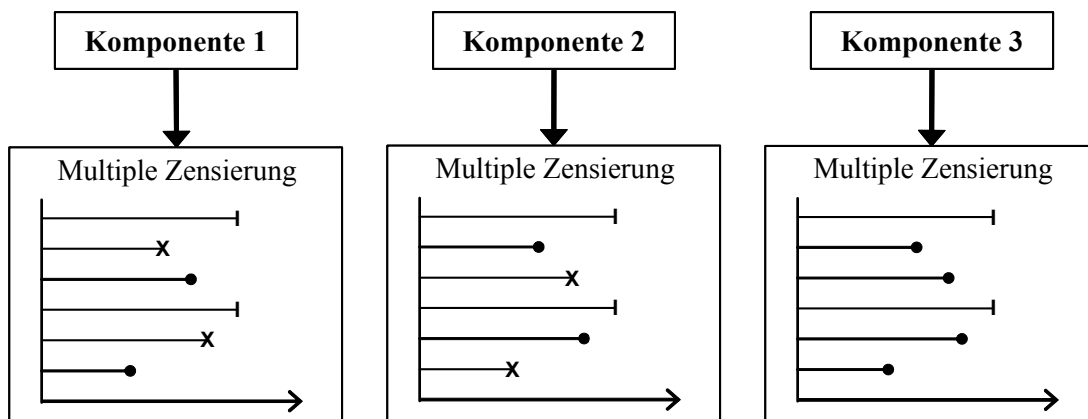 Komponente 1
Komponente 2
Komponente 3
Multiple Zensierung
Multiple Zensierung
Multiple Zensierung